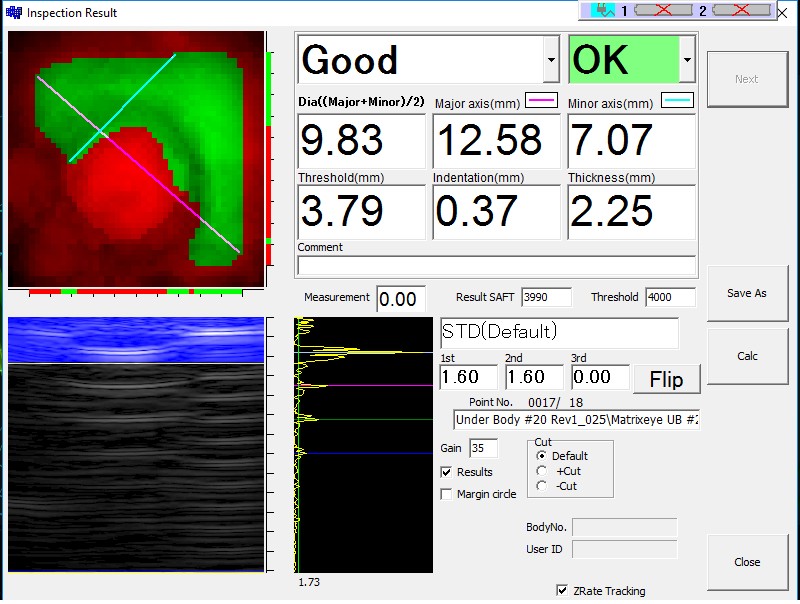 Inspection Result
1
2
Good
OK
Next
Dia((Major+Minor)/2)
Major axis(mm)
Minor axis(mm)
9.83
12.58
7.07
Threshold(mm)
Indentation(mm)
Thickness(mm)
3.79
0.37
2.25
Comment
Measurement
0.00
Result SAFT
3990
Threshold
4000
Save As
STD(Default)
1st
2nd
3rd
1.60
1.60
0.00
Flip
Calc
Point No.
0017/ 18
Under Body #20 Rev1_025\Matrixeye UB #2
Gain
35
Cut
Default
+Cut
-Cut
Results
Margin circle
BodyNo.
User ID
Close
1.73
ZRate Tracking